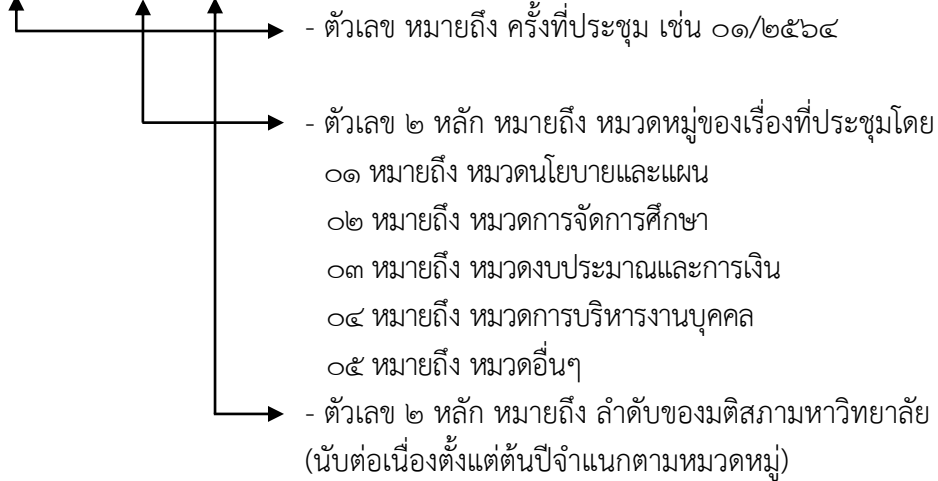 - ตัวเลข หมายถึง ครั้งที่ประชุม เช่น ๐๑/๒๕๖๔
- ตัวเลข ๒ หลัก หมายถึง หมวดหมู่ของเรื่องที่ประชุมโดย
๐๑ หมายถึง หมวดนโยบายและแผน
๐๒ หมายถึง หมวดการจัดการศึกษา
๐๓ หมายถึง หมวดงบประมาณและการเงิน
๐๔ หมายถึง หมวดการบริหารงานบุคคล
๐๕ หมายถึง หมวดอื่นๆ
- ตัวเลข ๒ หลัก หมายถึง ลำดับของมติสภามหาวิทยาลัย
(นับต่อเนื่องตั้งแต่ต้นปีจำแนกตามหมวดหมู่)